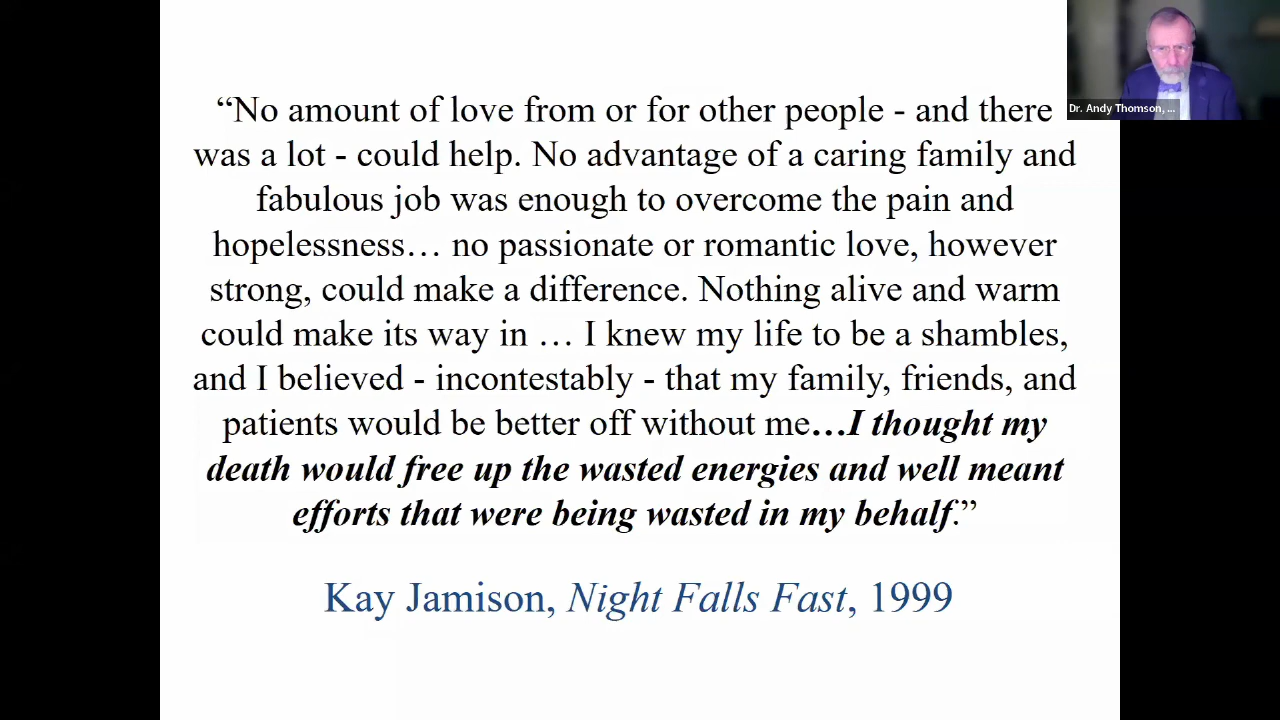 “No amount of love from or for other people - and there
was a lot - could help. No advantage of a caring family and
fabulous job was enough to overcome the pain and
hopelessness… no passionate or romantic love, however
strong, could make a difference. Nothing alive and warm
could make its way in … I knew my life to be a shambles,
and I believed - incontestably - that my family, friends, and
patients would be better off without me…I thought my
death would free up the wasted energies and well meant
efforts that were being wasted in my behalf.”
Kay Jamison, Night Falls Fast, 1999
Dr. Andy Thomson, ...